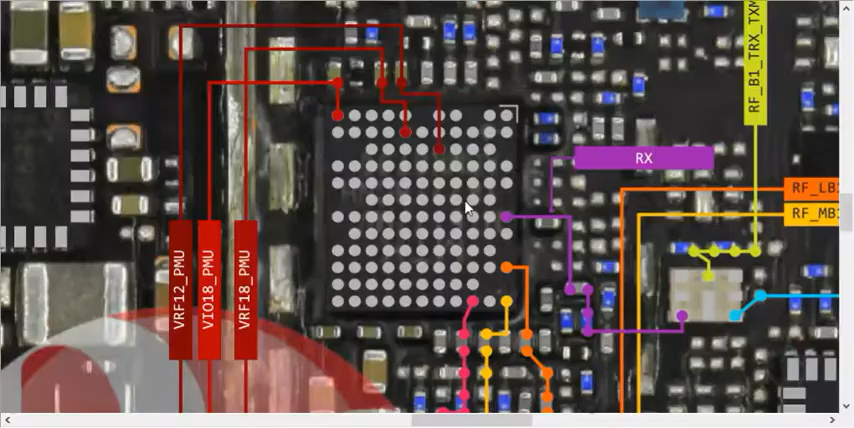 RF_B1_TRX_TXM
RX
RF_LB
RF_MB
VRF12_PMU
VIO18_PMU
VRF18_PMU